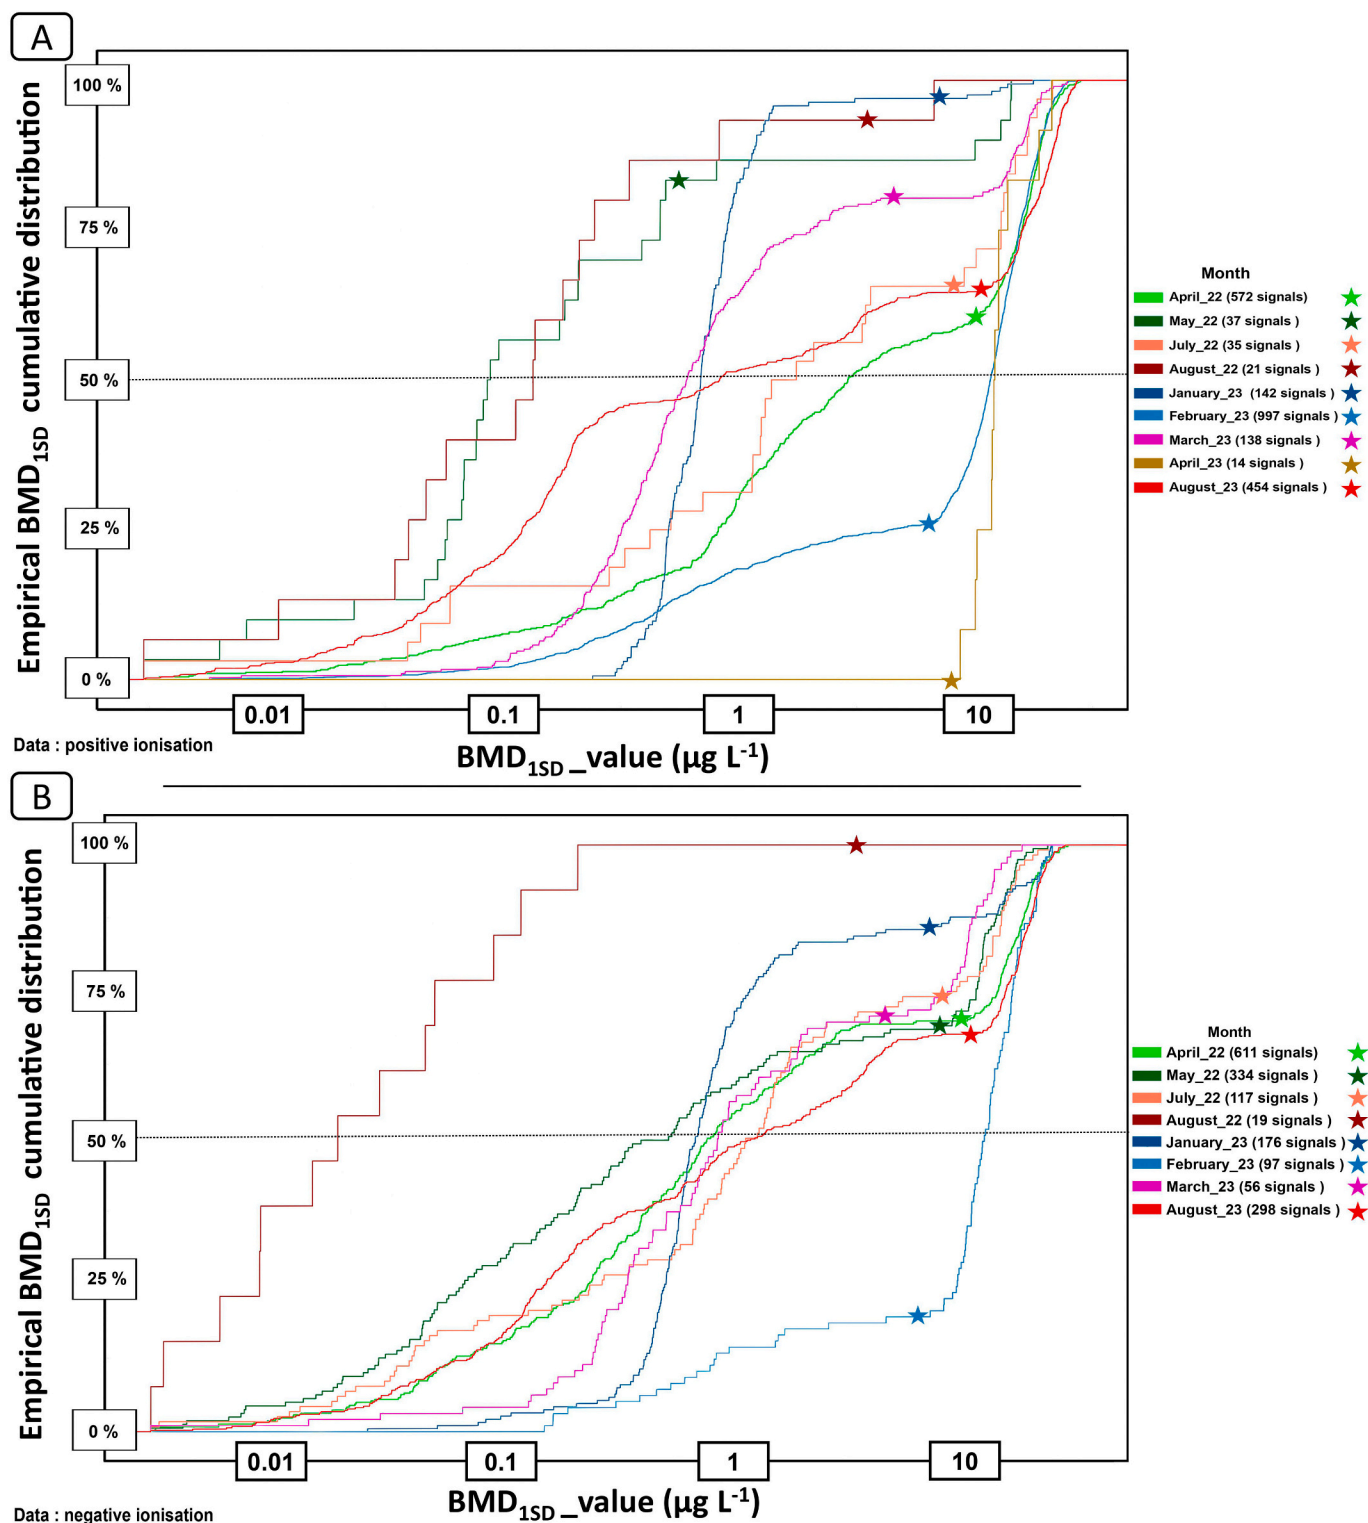 A
Empirical BMD1SD cumulative distribution
100 %
75 %
50 %
25 %
0 %
0.01
0.1
1
10
BMD1SD_value (µg L-1)
Data : positive ionisation
Month
April_22 (572 signals)
May_22 (37 signals )
July_22 (35 signals )
August_22 (21 signals )
January_23 (142 signals )
February_23 (997 signals )
March_23 (138 signals )
April_23 (14 signals )
August_23 (454 signals )
B
Empirical BMD1SD cumulative distribution
100 %
75 %
50 %
25 %
0 %
0.01
0.1
1
10
BMD1SD_value (µg L-1)
Data : negative ionisation
Month
April_22 (611 signals)
May_22 (334 signals )
July_22 (117 signals )
August_22 (19 signals )
January_23 (176 signals )
February_23 (97 signals )
March_23 (56 signals )
August_23 (298 signals )